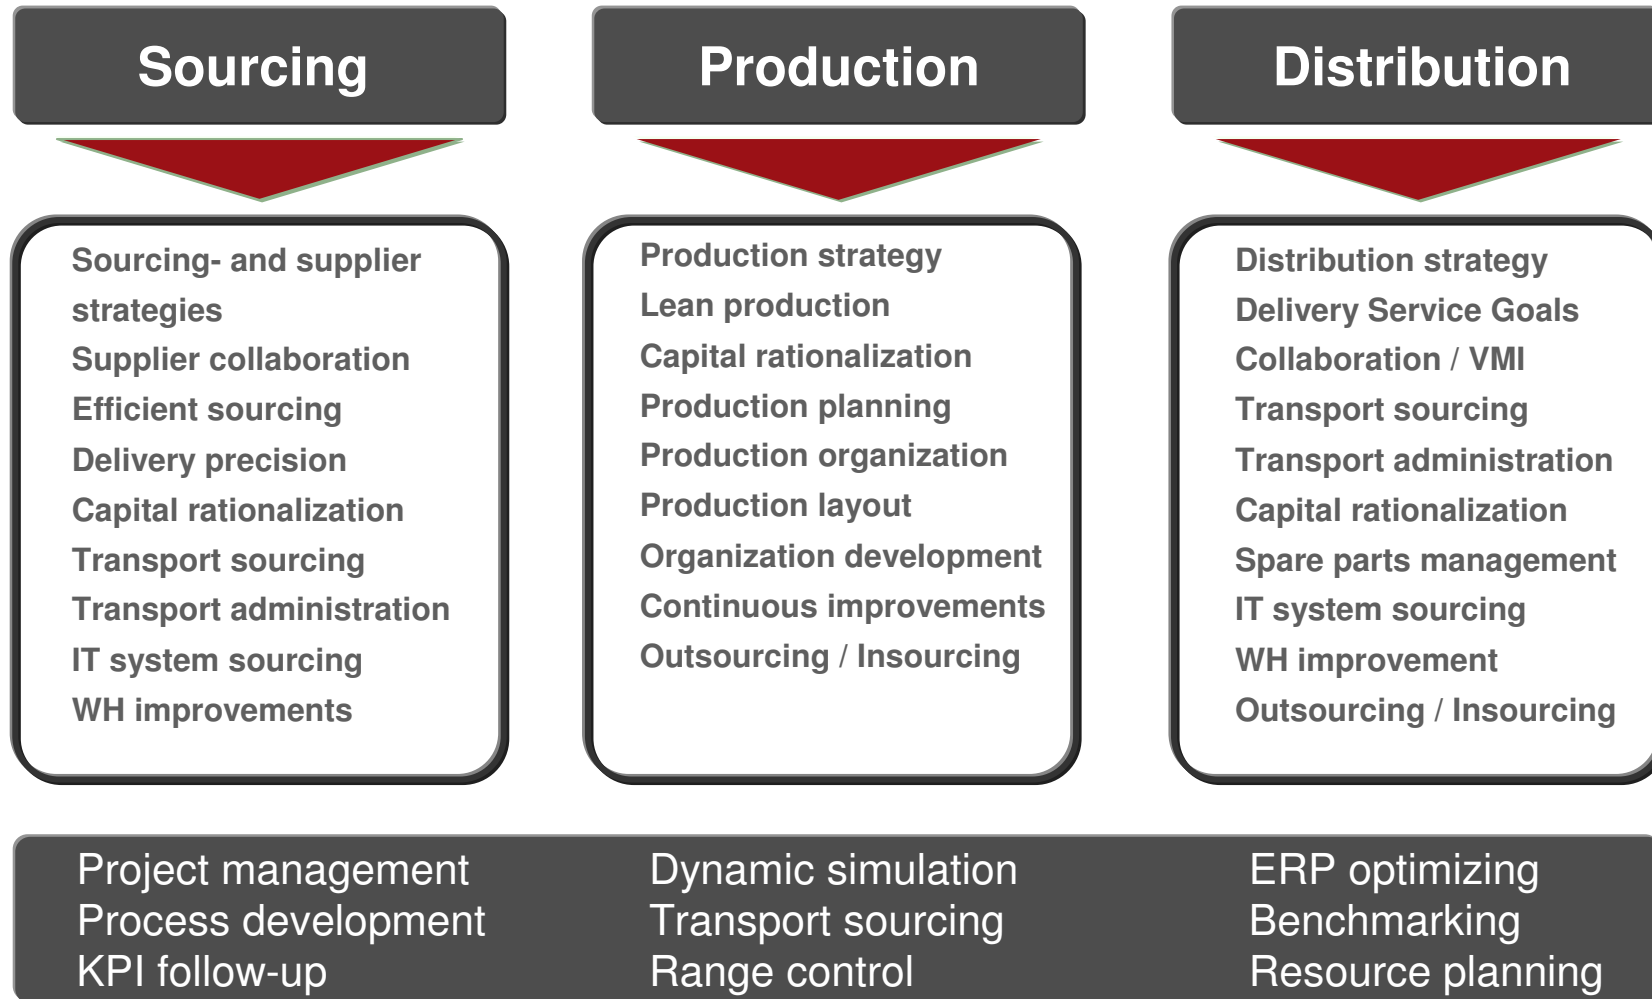 Sourcing
Sourcing- and supplier
strategies
Supplier collaboration
Efficient sourcing
Delivery precision
Capital rationalization
Transport sourcing
Transport administration
IT system sourcing
WH improvements
Production
Production strategy
Lean production
Capital rationalization
Production planning
Production organization
Production layout
Organization development
Continuous improvements
Outsourcing / Insourcing
Distribution
Distribution strategy
Delivery Service Goals
Collaboration / VMI
Transport sourcing
Transport administration
Capital rationalization
Spare parts management
IT system sourcing
WH improvement
Outsourcing / Insourcing
Project management
Process development
KPI follow-up
Dynamic simulation
Transport sourcing
Range control
ERP optimizing
Benchmarking
Resource planning